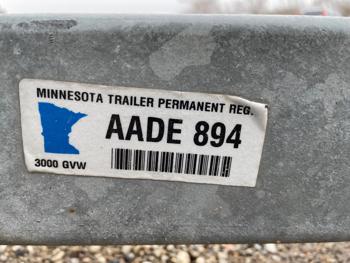 MINNESOTA TRAILER PERMANENT REG.
AADE 894
3000 GVW